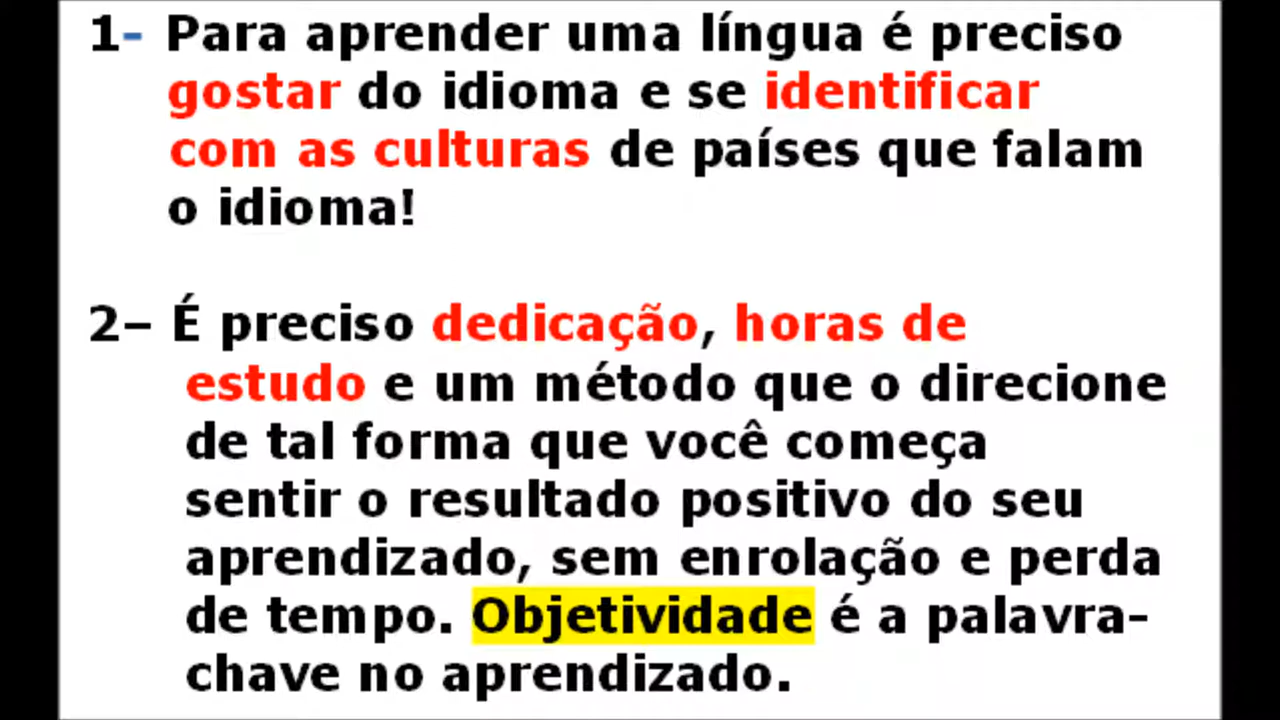 1- Para aprender uma língua é preciso
gostar do idioma e se identificar
com as culturas de países que falam
o idioma!
2– É preciso dedicação, horas de
estudo e um método que o direcione
de tal forma que você começa
sentir o resultado positivo do seu
aprendizado, sem enrolação e perda
de tempo. Objetividade é a palavra-
chave no aprendizado.